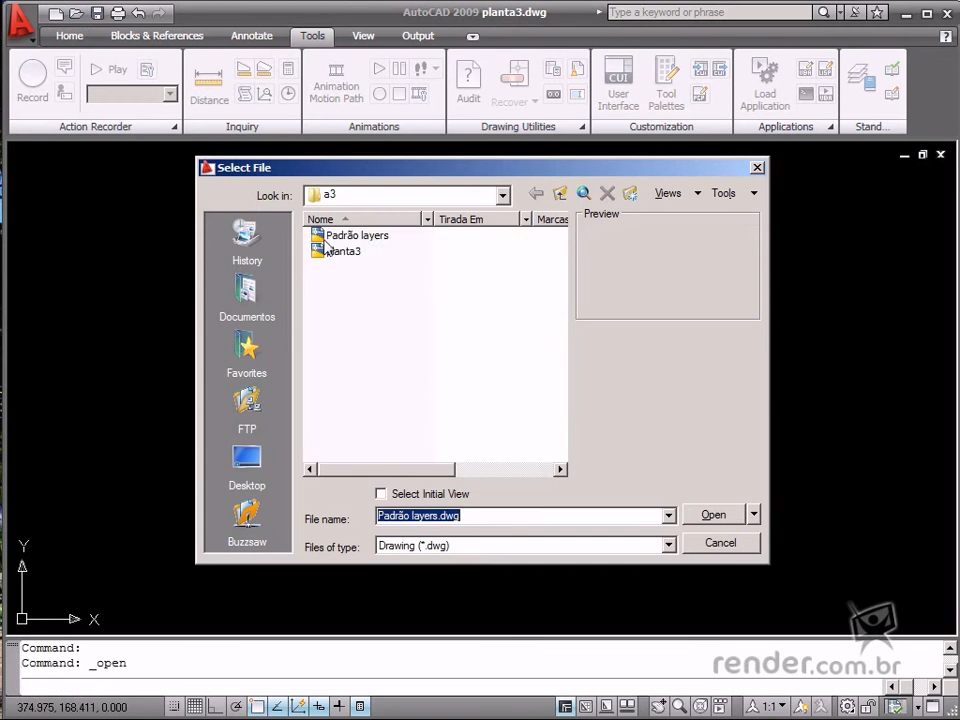 AutoCAD 2009 planta3.dwg
Type a keyword or phrase
Home Blocks & References Annotate Tools View Output
Record Play Distance Animation Motion Path Audit Recover User Interface Tool Palettes Load Application
CUI
Action Recorder Inquiry Animations Drawing Utilities Customization Applications Stand...
Select File
Look in: a3 Views Tools
Nome Tirada Em Marcas Preview
Padrão layers
History
Documentos
Favorites
FTP
Desktop
Buzzsaw
Select Initial View
File name: Padrão layers.dwg Open
Files of type: Drawing (*.dwg) Cancel
Y
X
Command:
Command: _open
render.com.br
374.975, 168.411, 0.000 1:1